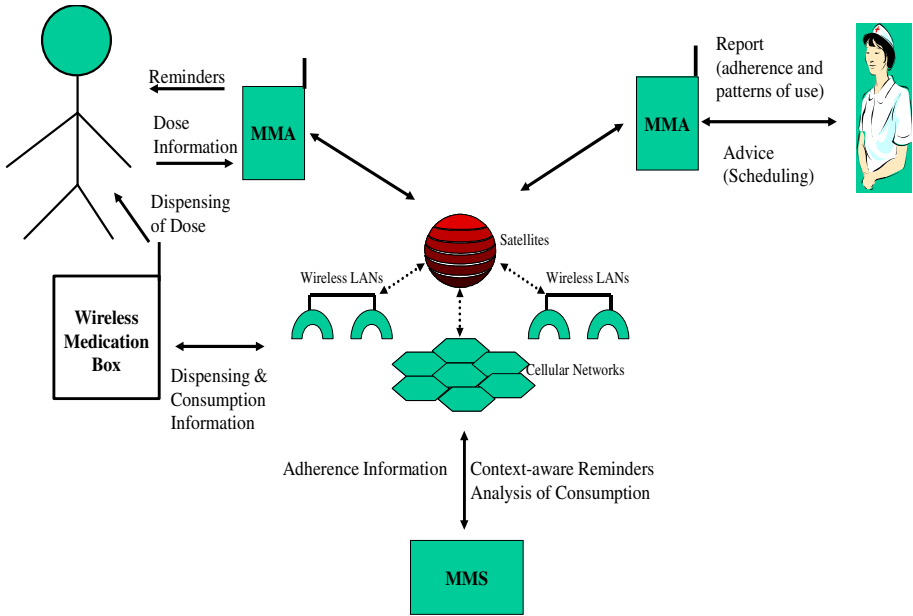 Reminders
MMA
Dose
Information
Dispensing
of Dose
Wireless
Medication
Box
Dispensing &
Consumption
Information
Report
(adherence and
patterns of use)
MMA
Advice
(Scheduling)
Satellites
Wireless LANs
Wireless LANs
Cellular Networks
Adherence Information
Context-aware Reminders
Analysis of Consumption
MMS